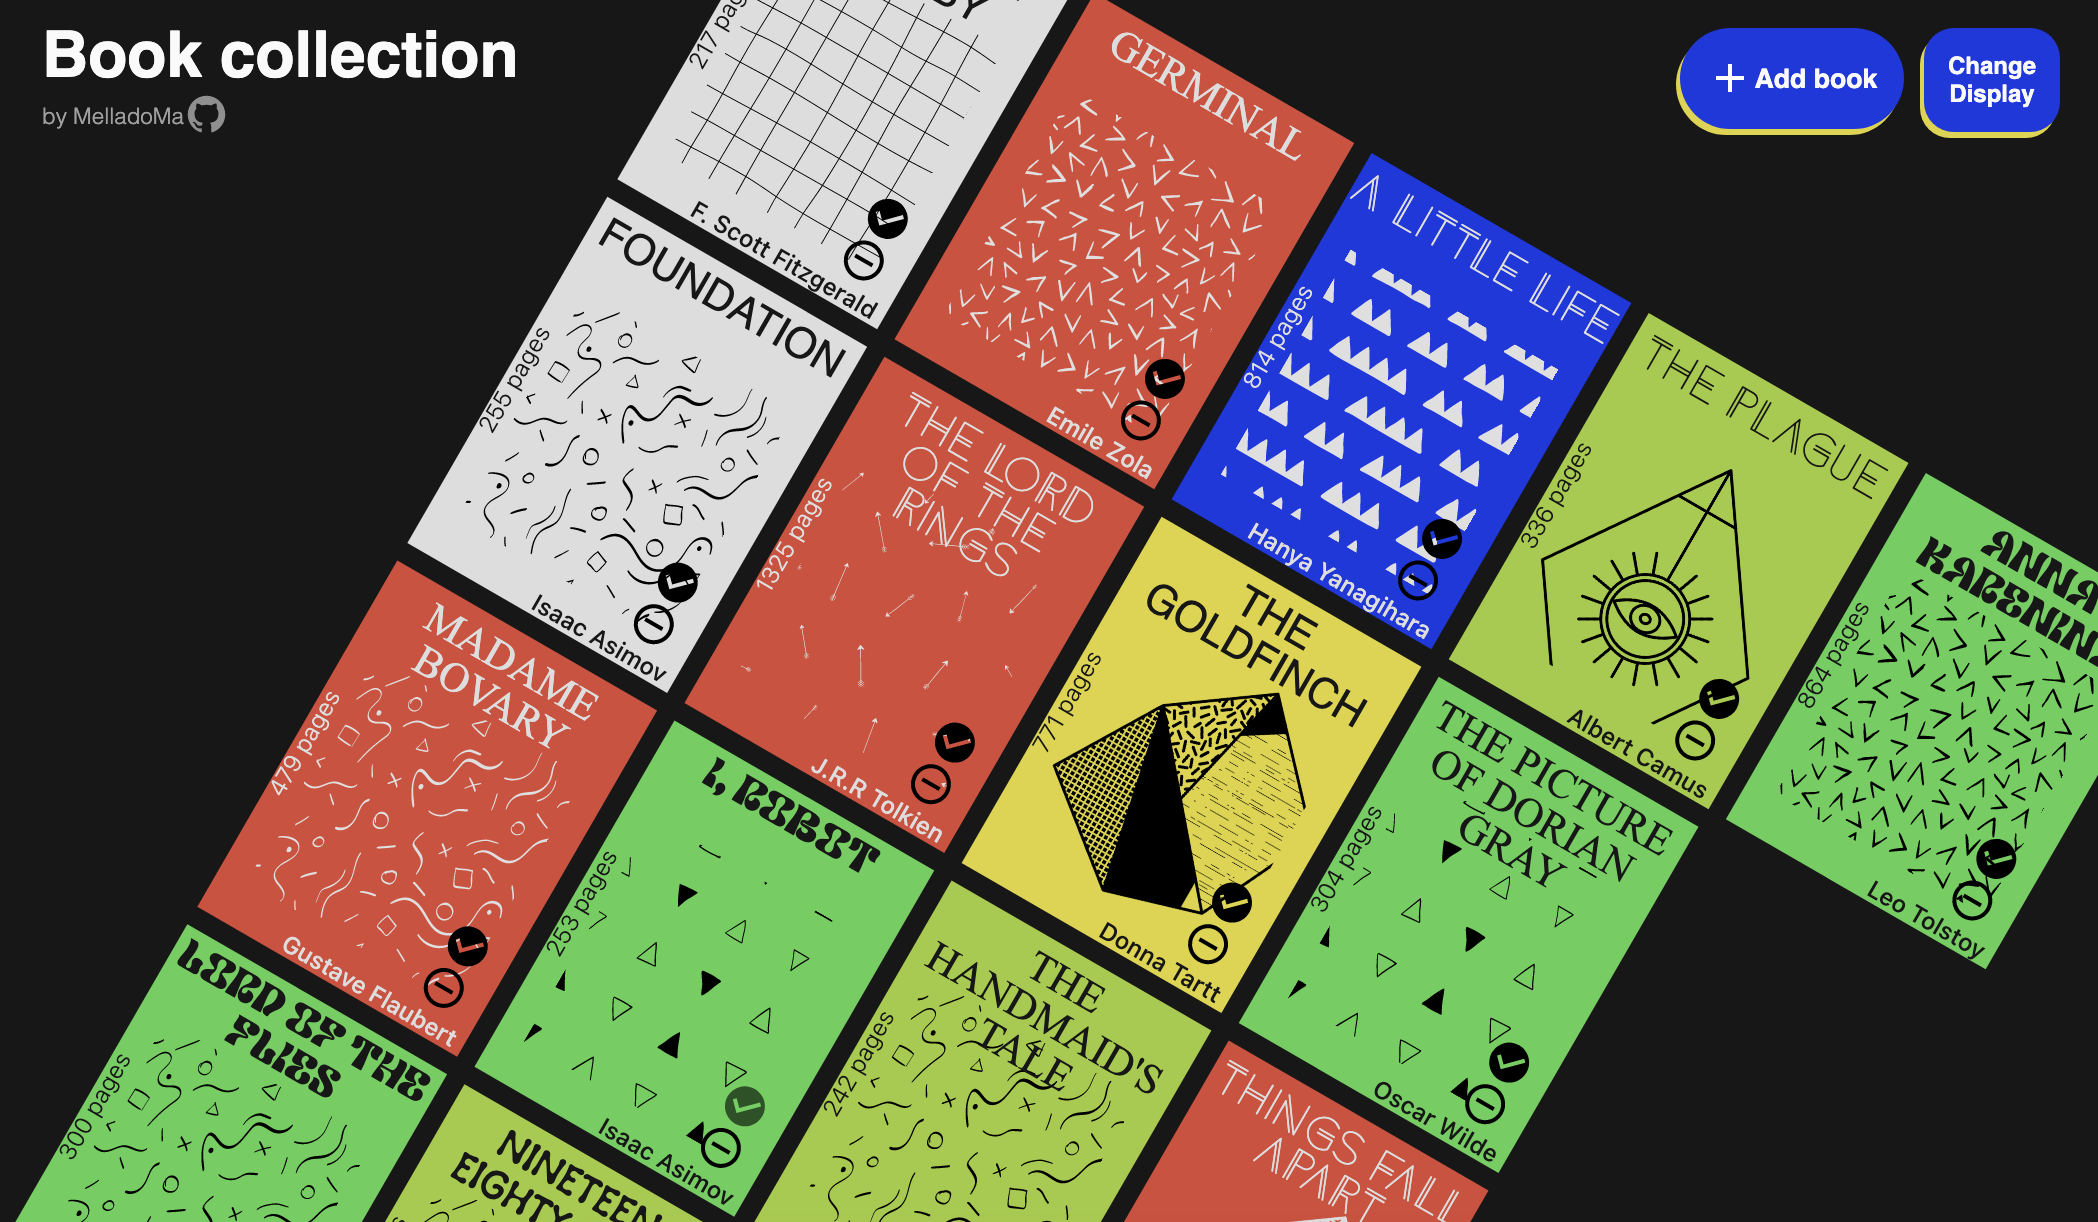 Book collection
by MelladoMa
+ Add book
Change
Display
217 pag
BY
F. Scott Fitzgerald
GERMINAL
Emile Zola
A LITTLE LIFE
814 pages
Hanya Yanagihara
THE PLAGUE
336 pages
Albert Camus
ANNA
KARENINA
864 pages
Leo Tolstoy
FOUNDATION
255 pages
Isaac Asimov
THE LORD
OF THE
RINGS
1325 pages
J.R.R Tolkien
THE
GOLDFINCH
771 pages
Donna Tartt
THE PICTURE
OF DORIAN
GRAY
304 pages
Oscar Wilde
MADAME
BOVARY
479 pages
Gustave Flaubert
I, ROBOT
253 pages
Isaac Asimov
THE
HANDMAID'S
TALE
242 pages
THINGS FALL
APART
LORD OF THE
FLIES
300 pages
NINETEEN
EIGHTY